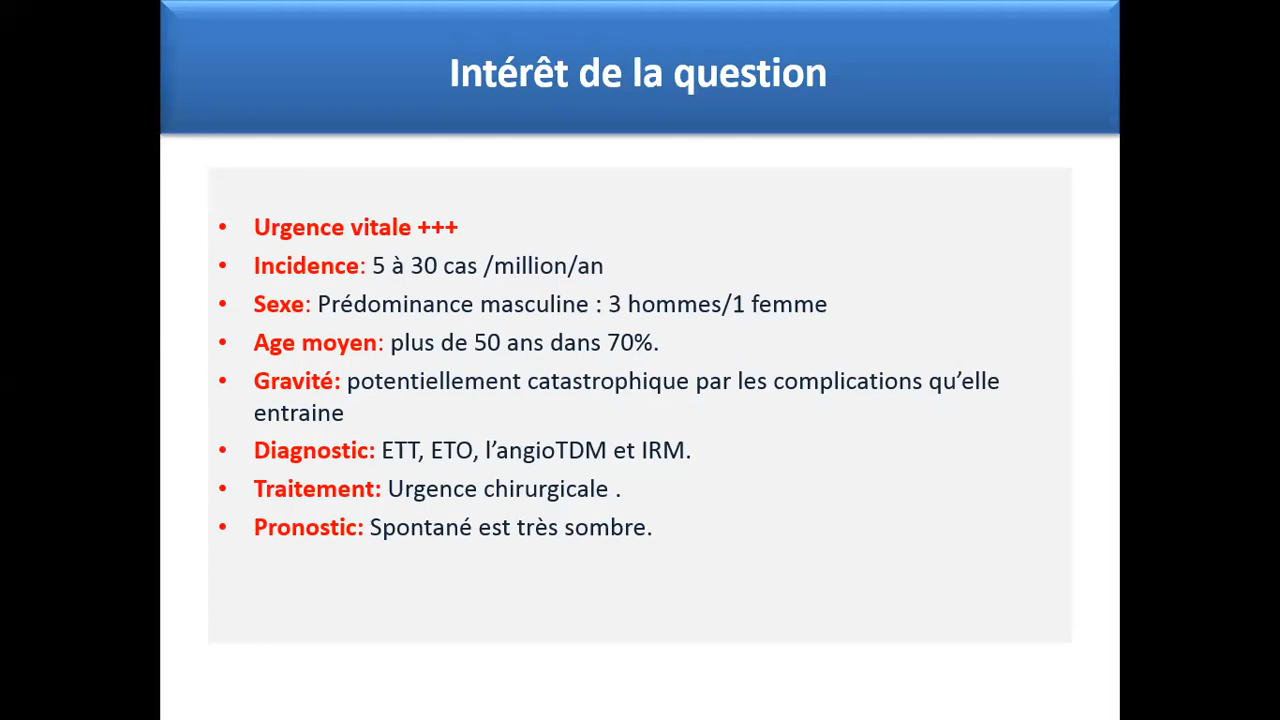 Intérêt de la question
• Urgence vitale +++
• Incidence: 5 à 30 cas /million/an
• Sexe: Prédominance masculine : 3 hommes/1 femme
• Age moyen: plus de 50 ans dans 70%.
• Gravité: potentiellement catastrophique par les complications qu’elle
entraine
• Diagnostic: ETT, ETO, l’angioTDM et IRM.
• Traitement: Urgence chirurgicale .
• Pronostic: Spontané est très sombre.